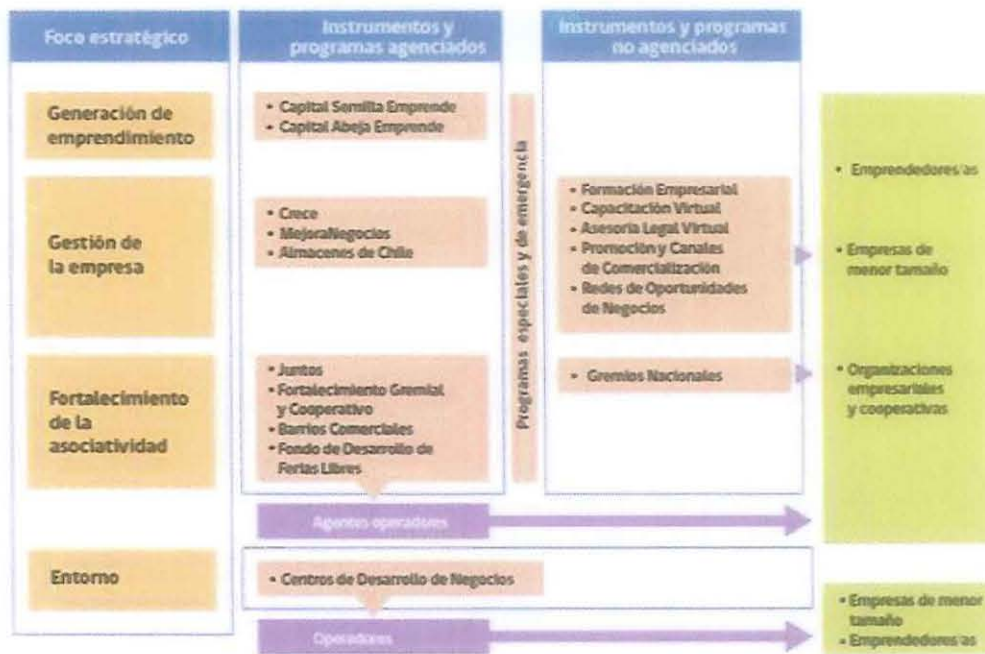 Foco estratégico
Instrumentos y
programas agenciados
Instrumentos y programas
no agenciados
Generación de
emprendimiento
• Capital Semilla Emprende
• Capital Abeja Emprende
Gestión de
la empresa
• Crece
• MejoraNegocios
• Almacenes de Chile
Fortalecimiento
de la
asociatividad
• Juntos
• Fortalecimiento Gremial
y Cooperativo
• Barrios Comerciales
• Fondo de Desarrollo de
Ferias Libres
Programas especiales y de emergencia
• Formación Empresarial
• Capacitación Virtual
• Asesoría Legal Virtual
• Promoción y Canales
de Comercialización
• Redes de Oportunidades
de Negocios
• Gremios Nacionales
• Emprendedores/as
• Empresas de
menor tamaño
• Organizaciones
empresariales
y cooperativas
Agentes operadores
Entorno
• Centros de Desarrollo de Negocios
Operadores
• Empresas de menor
tamaño
• Emprendedores/as